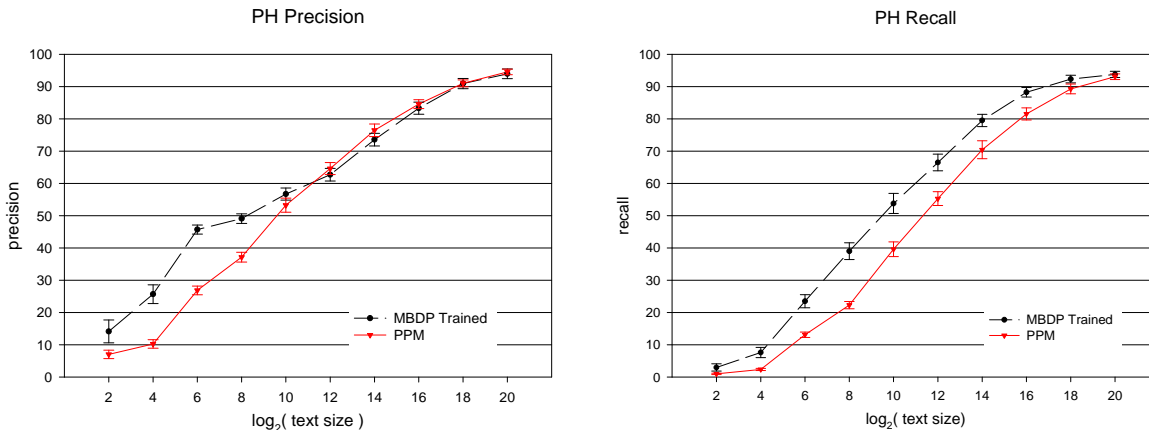 PH Precision
100
90
80
70
60
50
40
30
20
10
0
precision
MBDP Trained
PPM
2 4 6 8 10 12 14 16 18 20
log2( text size )
PH Recall
100
90
80
70
60
50
40
30
20
10
0
recall
MBDP Trained
PPM
2 4 6 8 10 12 14 16 18 20
log2( text size)